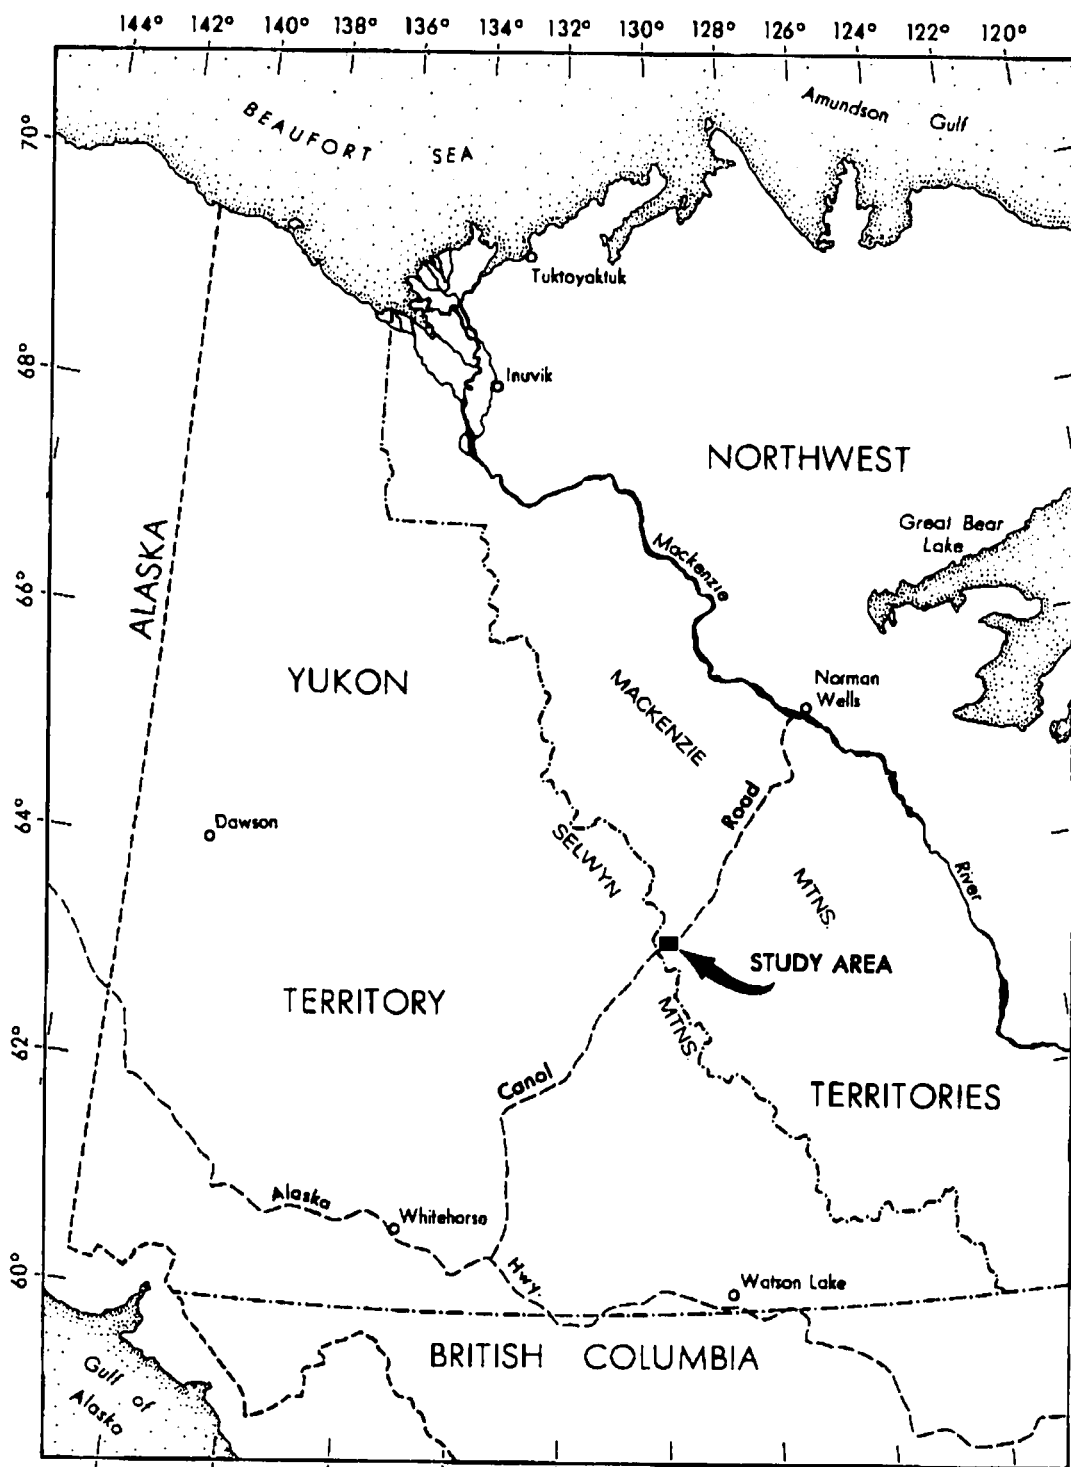 144° 142° 140° 138° 136° 134° 132° 130° 128° 126° 124° 122° 120°
Amundson Gulf
BEAUFORT SEA
70°
Tuktoyaktuk
68°
Inuvik
NORTHWEST
Great Bear
Lake
Mackenzie
ALASKA
66°
YUKON
MACKENZIE
Norman
Wells
Road
64°
Dawson
SELWYN
MTNS.
River
STUDY AREA
TERRITORY
MTNS.
62°
Canol
TERRITORIES
Alaska
Whitehorse
60°
Hwy.
Watson Lake
BRITISH COLUMBIA
Gulf of
Alaska